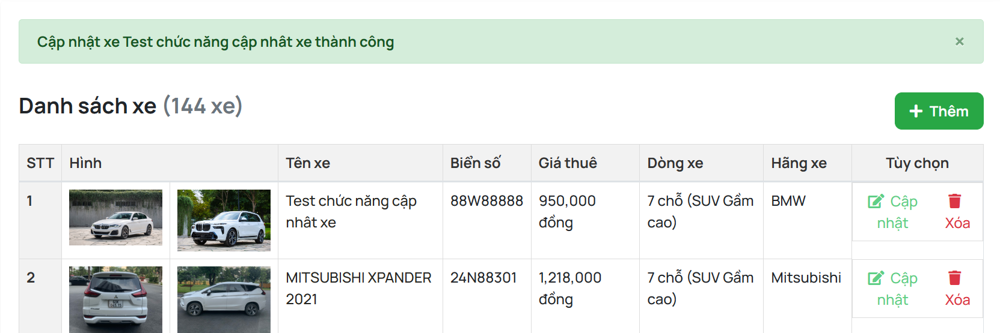 Cập nhật xe Test chức năng cập nhât xe thành công
×
Danh sách xe (144 xe)
+ Thêm
STT Hình Tên xe Biển số Giá thuê Dòng xe Hãng xe Tùy chọn
1 Test chức năng cập 88W88888 950,000 7 chỗ (SUV Gầm BMW Cập
nhât xe đồng cao) nhật Xóa
2 MITSUBISHI XPANDER 24N88301 1,218,000 7 chỗ (SUV Gầm Mitsubishi Cập
2021 đồng cao) nhật Xóa